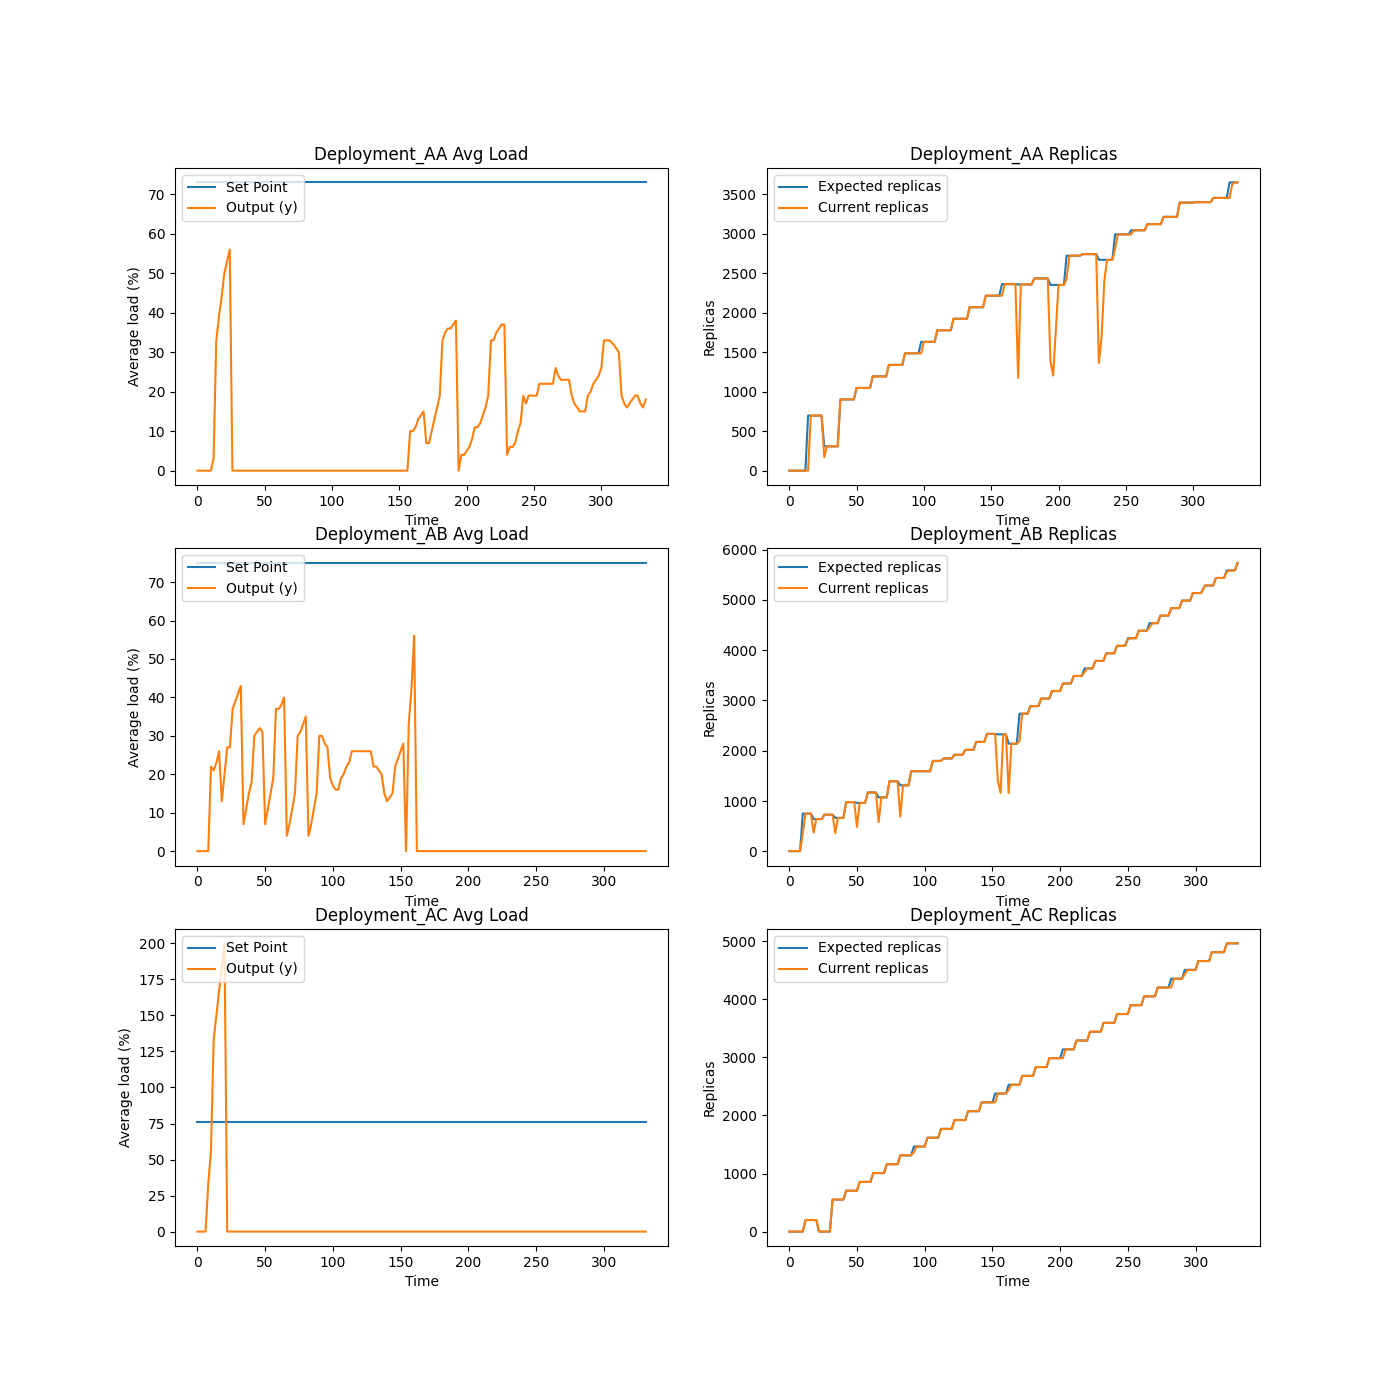 Deployment_AA Avg Load
Set Point
Output (y)
Average load (%)
70
60
50
40
30
20
10
0
0 50 100 150 200 250 300
Time
Deployment_AA Replicas
Expected replicas
Current replicas
Replicas
3500
3000
2500
2000
1500
1000
500
0
0 50 100 150 200 250 300
Time
Deployment_AB Avg Load
Set Point
Output (y)
Average load (%)
70
60
50
40
30
20
10
0
0 50 100 150 200 250 300
Time
Deployment_AB Replicas
Expected replicas
Current replicas
Replicas
6000
5000
4000
3000
2000
1000
0
0 50 100 150 200 250 300
Time
Deployment_AC Avg Load
Set Point
Output (y)
Average load (%)
200
175
150
125
100
75
50
25
0
0 50 100 150 200 250 300
Time
Deployment_AC Replicas
Expected replicas
Current replicas
Replicas
5000
4000
3000
2000
1000
0
0 50 100 150 200 250 300
Time